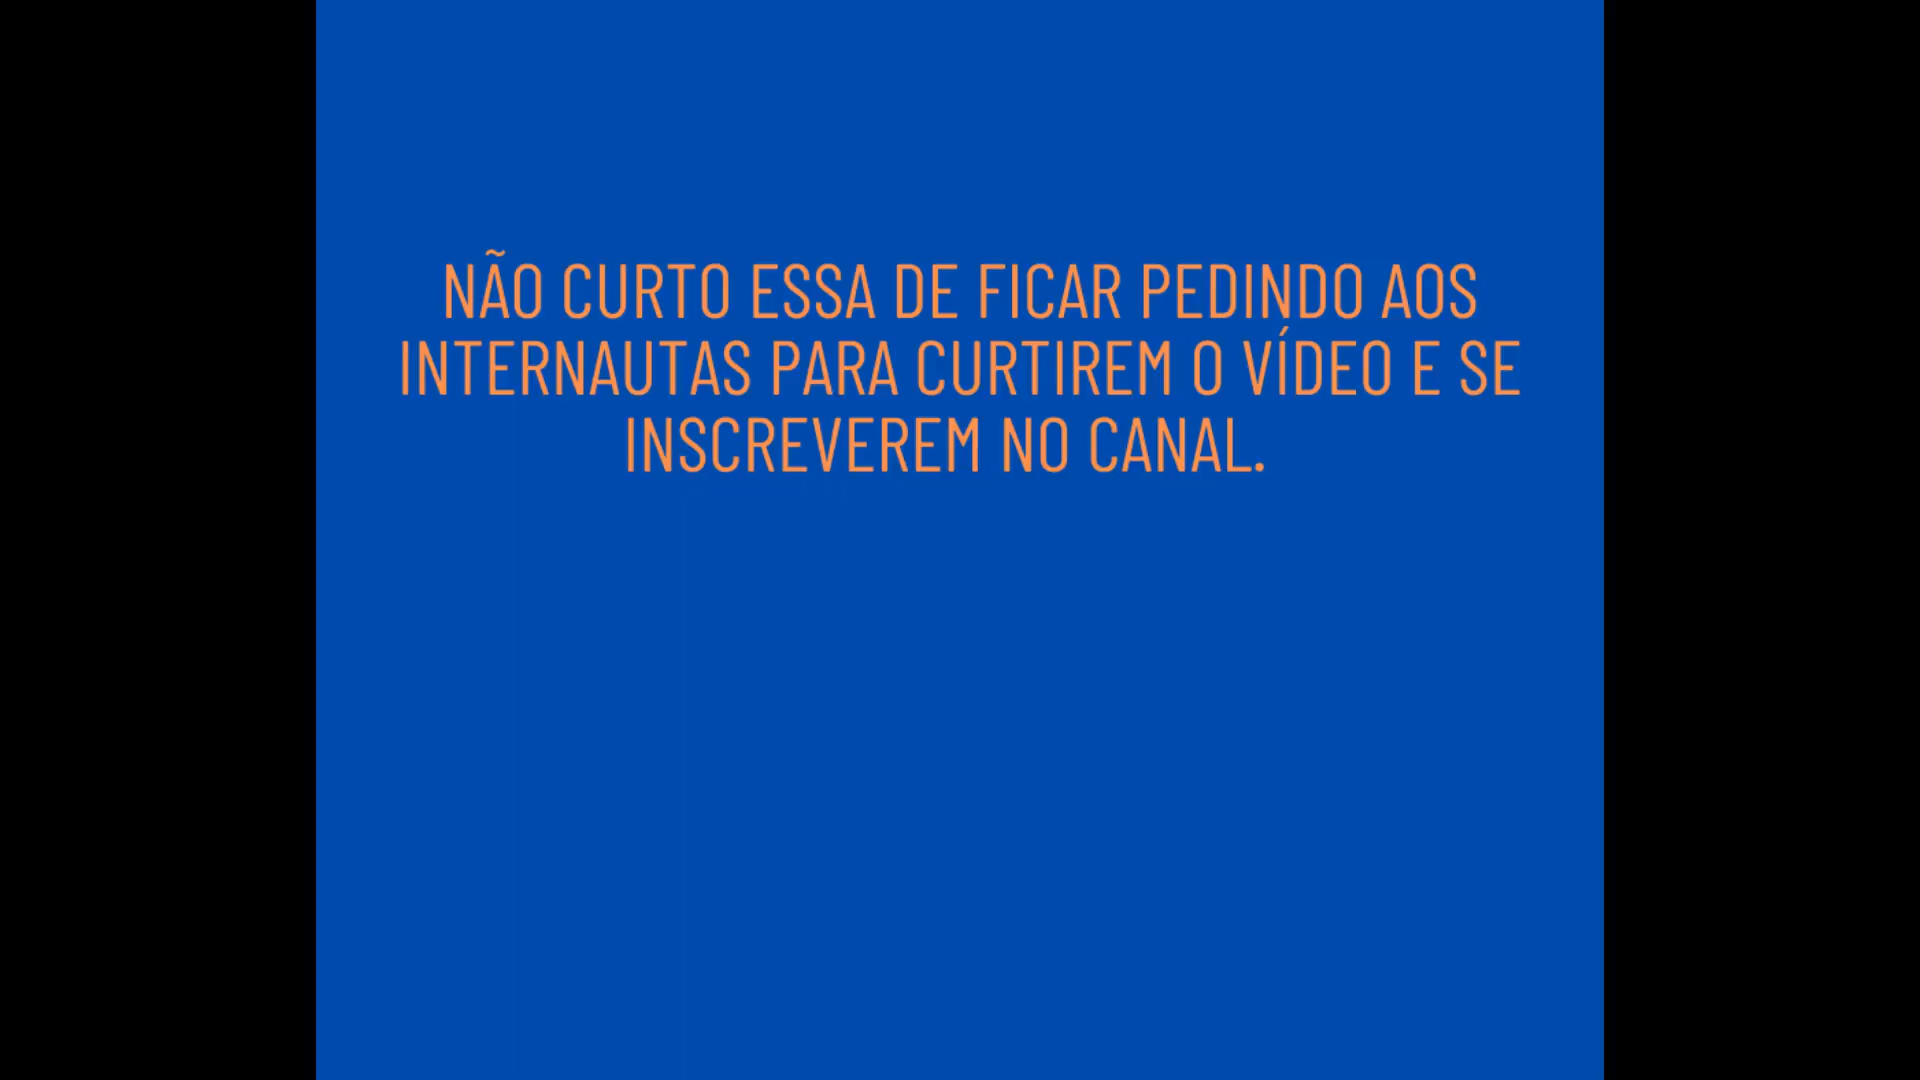 NÃO CURTO ESSA DE FICAR PEDINDO AOS
INTERNAUTAS PARA CURTIREM O VÍDEO E SE
INSCREVEREM NO CANAL.